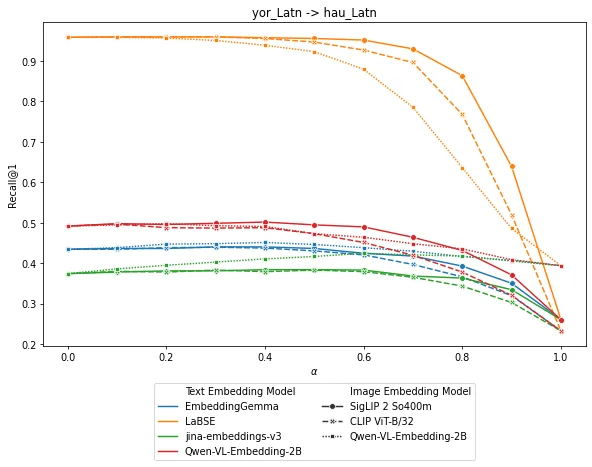 yor_Latn -> hau_Latn
Recall@1
0.9
0.8
0.7
0.6
0.5
0.4
0.3
0.2
0.0 0.2 0.4 0.6 0.8 1.0
α
Text Embedding Model Image Embedding Model
EmbeddingGemma SigLIP 2 So400m
LaBSE CLIP ViT-B/32
jina-embeddings-v3 Qwen-VL-Embedding-2B
Qwen-VL-Embedding-2B